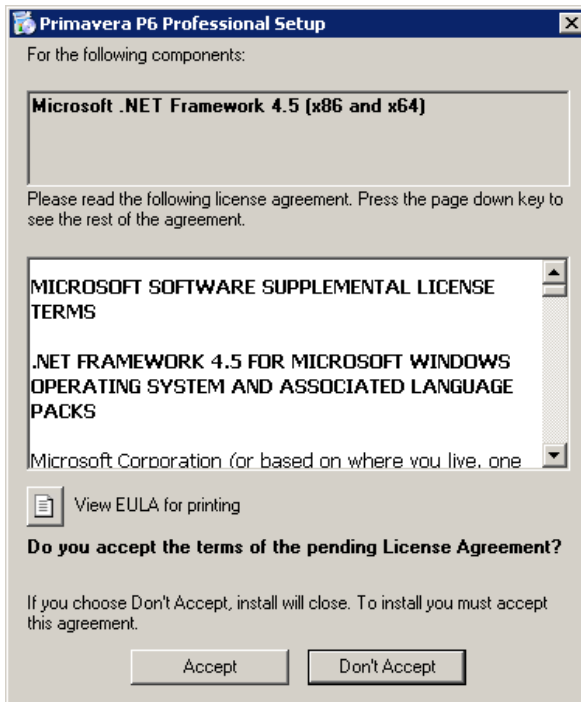 Primavera P6 Professional Setup
For the following components:
Microsoft .NET Framework 4.5 (x86 and x64)
Please read the following license agreement. Press the page down key to
see the rest of the agreement.
MICROSOFT SOFTWARE SUPPLEMENTAL LICENSE
TERMS
.NET FRAMEWORK 4.5 FOR MICROSOFT WINDOWS
OPERATING SYSTEM AND ASSOCIATED LANGUAGE
PACKS
Microsoft Corporation (or based on where you live, one
View EULA for printing
Do you accept the terms of the pending License Agreement?
If you choose Don't Accept, install will close. To install you must accept
this agreement.
Accept
Don't Accept